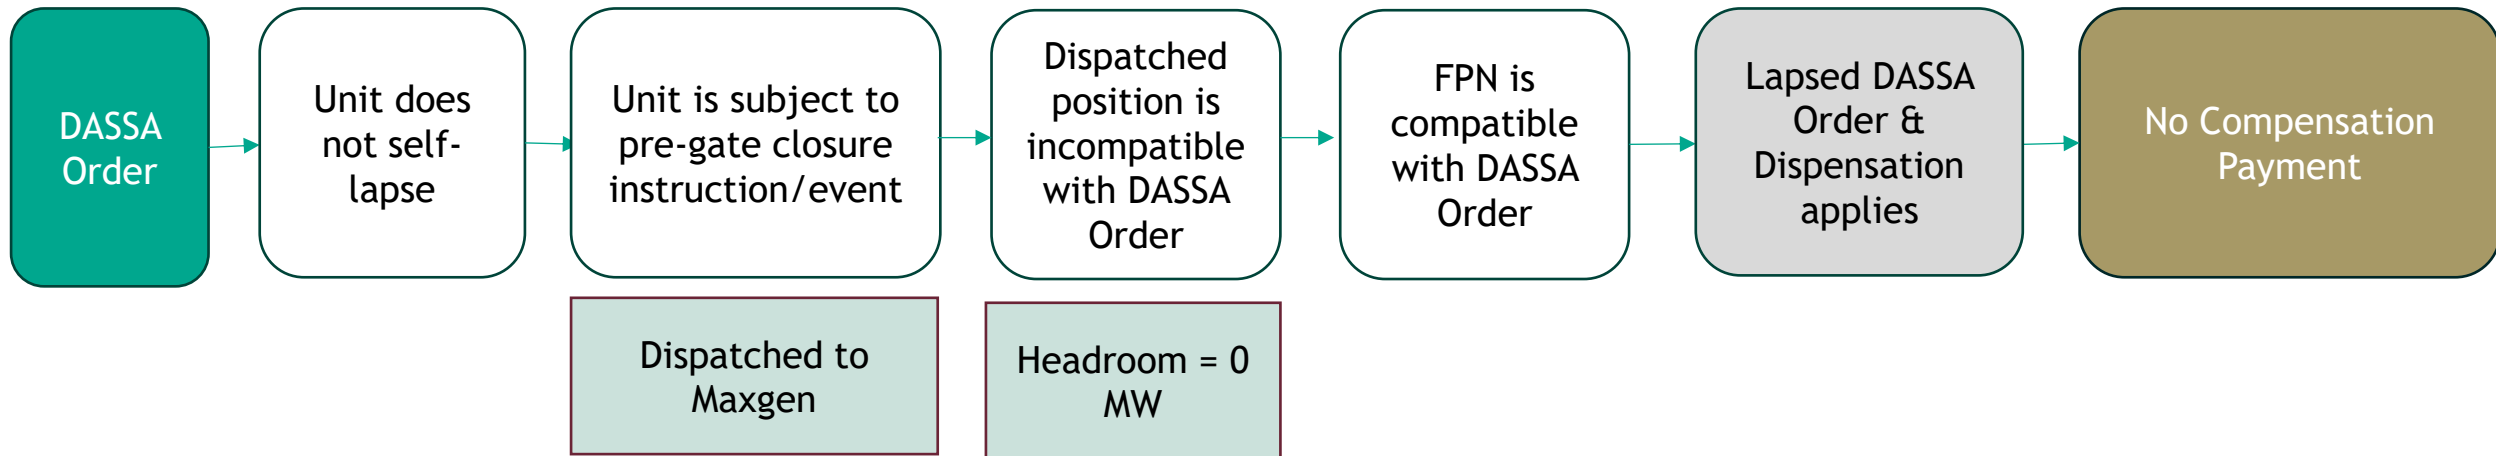 DASSA
Order
Unit does
not self-
lapse
Unit is subject to
pre-gate closure
instruction/event
Dispatched
position is
incompatible
with DASSA
Order
FPN is
compatible
with DASSA
Order
Lapsed DASSA
Order &
Dispensation
applies
No Compensation
Payment
Dispatched to
Maxgen
Headroom = 0
MW